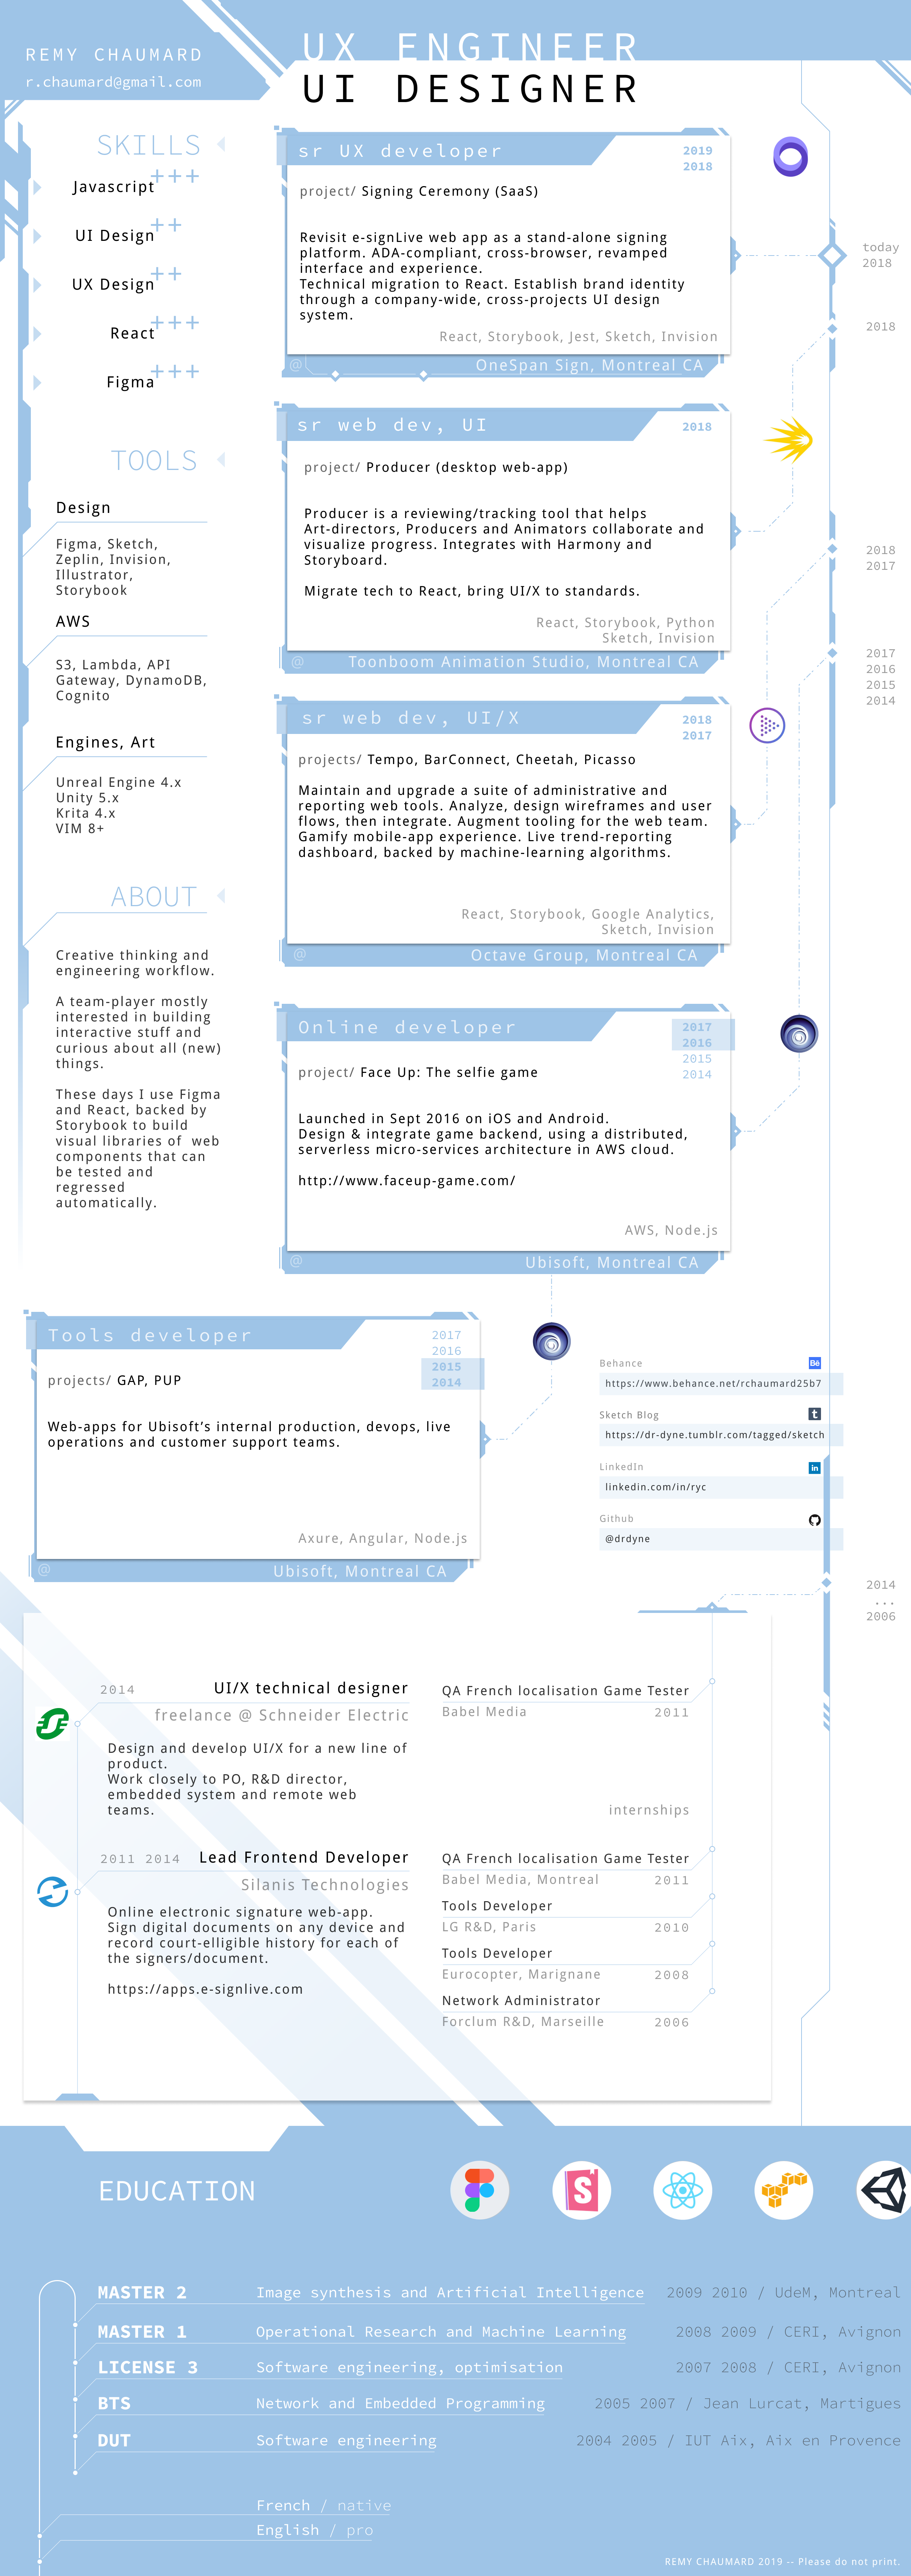 REMY CHAUMARD
r.chaumard@gmail.com
UX ENGINEER
UI DESIGNER
SKILLS
Javascript +++
UI Design ++
UX Design ++
React +++
Figma +++
TOOLS
Design
Figma, Sketch,
Zeplin, Invision,
Illustrator,
Storybook
AWS
S3, Lambda, API
Gateway, DynamoDB,
Cognito
Engines, Art
Unreal Engine 4.x
Unity 5.x
Krita 4.x
VIM 8+
ABOUT
Creative thinking and
engineering workflow.
A team-player mostly
interested in building
interactive stuff and
curious about all (new)
things.
These days I use Figma
and React, backed by
Storybook to build
visual libraries of web
components that can
be tested and
regressed
automatically.
sr UX developer
2019
2018
project/ Signing Ceremony (SaaS)
Revisit e-signLive web app as a stand-alone signing
platform. ADA-compliant, cross-browser, revamped
interface and experience.
Technical migration to React. Establish brand identity
through a company-wide, cross-projects UI design
system.
React, Storybook, Jest, Sketch, Invision
@ OneSpan Sign, Montreal CA
sr web dev, UI
2018
project/ Producer (desktop web-app)
Producer is a reviewing/tracking tool that helps
Art-directors, Producers and Animators collaborate and
visualize progress. Integrates with Harmony and
Storyboard.
Migrate tech to React, bring UI/X to standards.
React, Storybook, Python
Sketch, Invision
@ Toonboom Animation Studio, Montreal CA
sr web dev, UI/X
2018
2017
projects/ Tempo, BarConnect, Cheetah, Picasso
Maintain and upgrade a suite of administrative and
reporting web tools. Analyze, design wireframes and user
flows, then integrate. Augment tooling for the web team.
Gamify mobile-app experience. Live trend-reporting
dashboard, backed by machine-learning algorithms.
React, Storybook, Google Analytics,
Sketch, Invision
@ Octave Group, Montreal CA
Online developer
2017
2016
2015
2014
project/ Face Up: The selfie game
Launched in Sept 2016 on iOS and Android.
Design & integrate game backend, using a distributed,
serverless micro-services architecture in AWS cloud.
http://www.faceup-game.com/
AWS, Node.js
@ Ubisoft, Montreal CA
today
2018
2018
2018
2017
2017
2016
2015
2014
Tools developer
2017
2016
2015
2014
projects/ GAP, PUP
Web-apps for Ubisoft's internal production, devops, live
operations and customer support teams.
Axure, Angular, Node.js
@ Ubisoft, Montreal CA
Behance
Bē
https://www.behance.net/rchaumard25b7
Sketch Blog
t
https://dr-dyne.tumblr.com/tagged/sketch
LinkedIn
in
linkedin.com/in/ryc
Github
@drdyne
2014
...
2006
2014 UI/X technical designer
freelance @ Schneider Electric
Design and develop UI/X for a new line of
product.
Work closely to PO, R&D director,
embedded system and remote web
teams.
2011 2014 Lead Frontend Developer
Silanis Technologies
Online electronic signature web-app.
Sign digital documents on any device and
record court-elligible history for each of
the signers/document.
https://apps.e-signlive.com
QA French localisation Game Tester
Babel Media 2011
internships
QA French localisation Game Tester
Babel Media, Montreal 2011
Tools Developer
LG R&D, Paris 2010
Tools Developer
Eurocopter, Marignane 2008
Network Administrator
Forclum R&D, Marseille 2006
EDUCATION
S
MASTER 2 Image synthesis and Artificial Intelligence 2009 2010 / UdeM, Montreal
MASTER 1 Operational Research and Machine Learning 2008 2009 / CERI, Avignon
LICENSE 3 Software engineering, optimisation 2007 2008 / CERI, Avignon
BTS Network and Embedded Programming 2005 2007 / Jean Lurcat, Martigues
DUT Software engineering 2004 2005 / IUT Aix, Aix en Provence
French / native
English / pro
REMY CHAUMARD 2019 -- Please do not print.